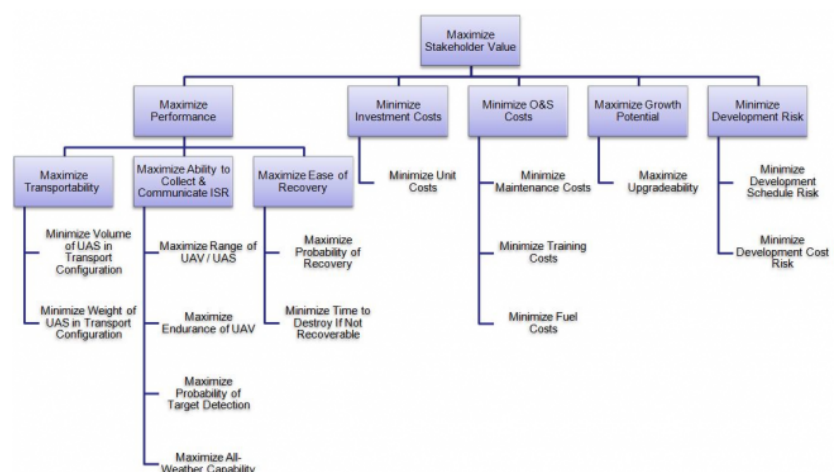 Maximize
Stakeholder Value
Maximize
Performance
Minimize
Investment Costs
Minimize O&S
Costs
Maximize Growth
Potential
Minimize
Development Risk
Maximize
Transportability
Maximize Ability to
Collect &
Communicate ISR
Maximize Ease of
Recovery
Minimize Unit
Costs
Minimize
Maintenance Costs
Maximize
Upgradeability
Minimize
Development
Schedule Risk
Minimize Volume
of UAS in
Transport
Configuration
Maximize Range of
UAV / UAS
Maximize
Probability of
Recovery
Minimize Training
Costs
Minimize
Development Cost
Risk
Minimize Weight of
UAS in Transport
Configuration
Maximize
Endurance of UAV
Minimize Time to
Destroy If Not
Recoverable
Minimize Fuel
Costs
Maximize
Probability of
Target Detection
Maximize All-
Weather Capability